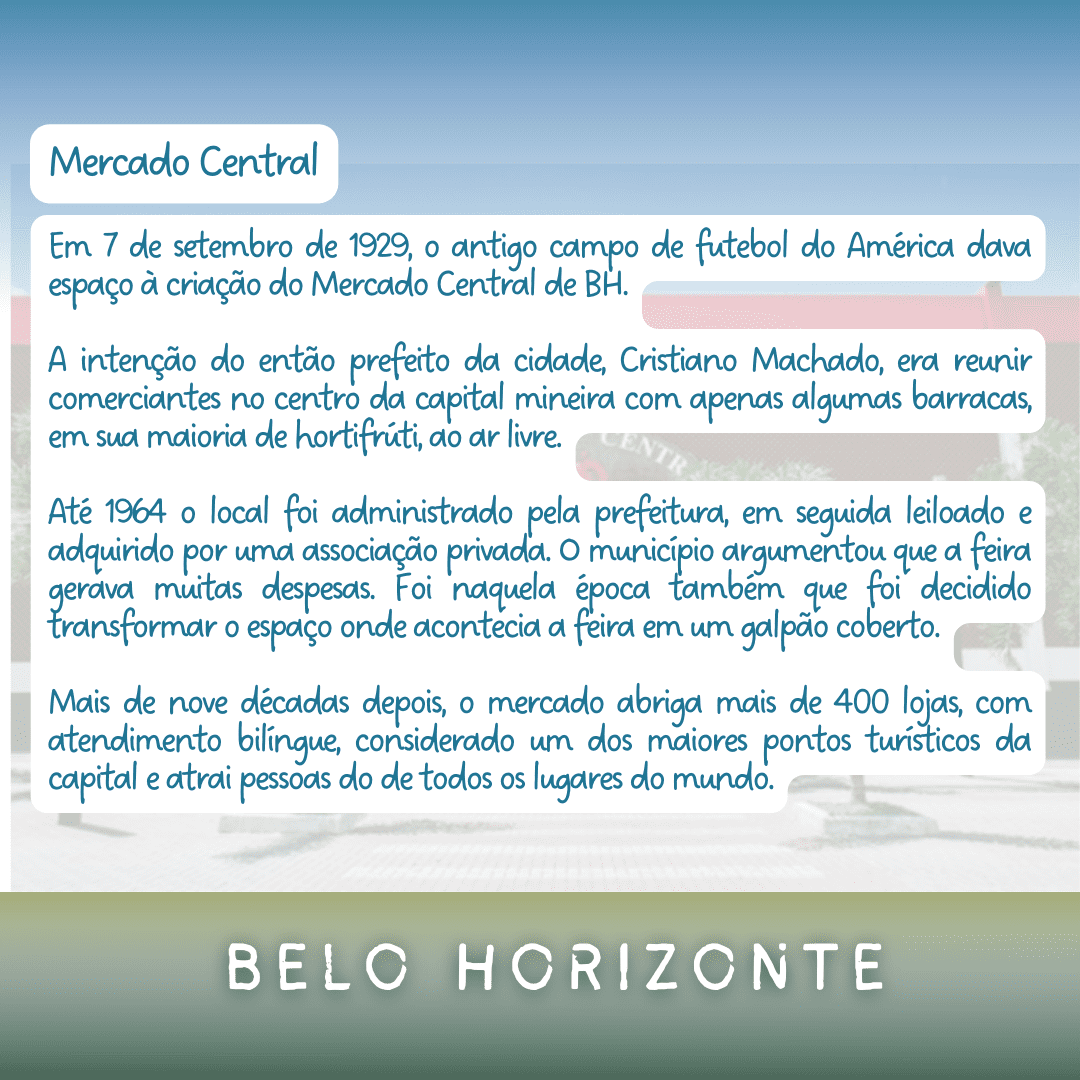 Mercado Central
Em 7 de setembro de 1929, o antigo campo de futebol do América dava
espaço à criação do Mercado Central de BH.
A intenção do então prefeito da cidade, Cristiano Machado, era reunir
comerciantes no centro da capital mineira com apenas algumas barracas,
em sua maioria de hortifrúti, ao ar livre.
CENTR
Até 1964 o local foi administrado pela prefeitura, em seguida leiloado e
adquirido por uma associação privada. O município argumentou que a feira
gerava muitas despesas. Foi naquela época também que foi decidido
transformar o espaço onde acontecia a feira em um galpão coberto.
Mais de nove décadas depois, o mercado abriga mais de 400 lojas, com
atendimento bilíngue, considerado um dos maiores pontos turísticos da
capital e atrai pessoas do de todos os lugares do mundo.
BELO HORIZONTE